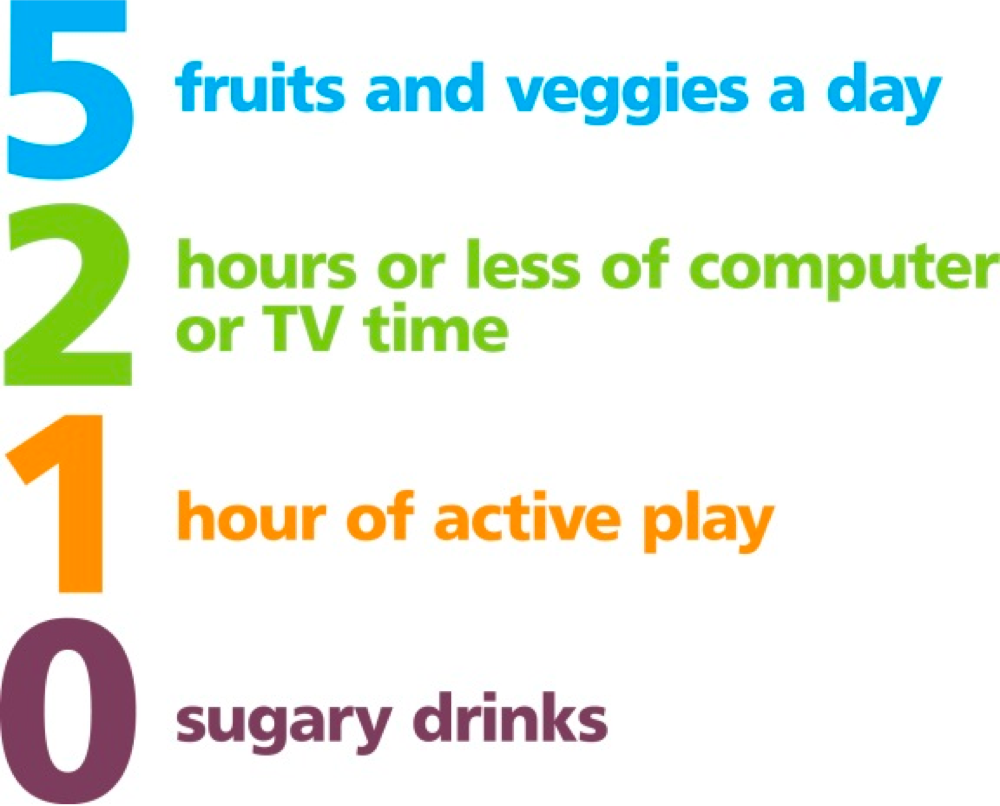 5 fruits and veggies a day
2 hours or less of computer
or TV time
1 hour of active play
0 sugary drinks